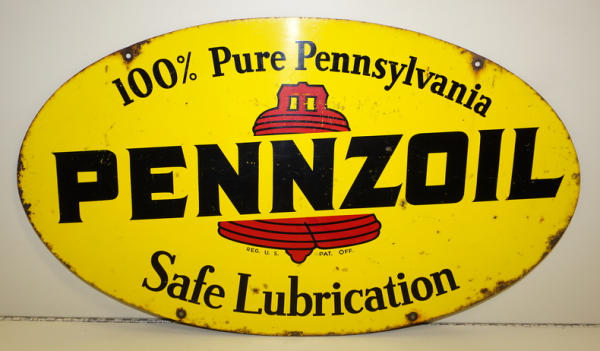 100% Pure Pennsylvania
PENNZOIL
REG. U.S. PAT. OFF.
Safe Lubrication